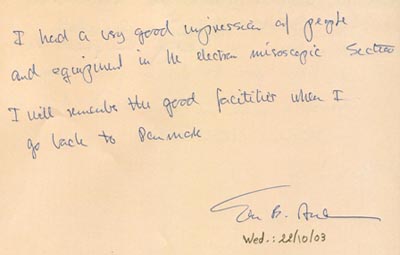 I had a very good impression of people
and equipment in the electron misoscopic Section
I will remember the good facilities when I
go back to Denmark
B.
Wed.: 22/10/03